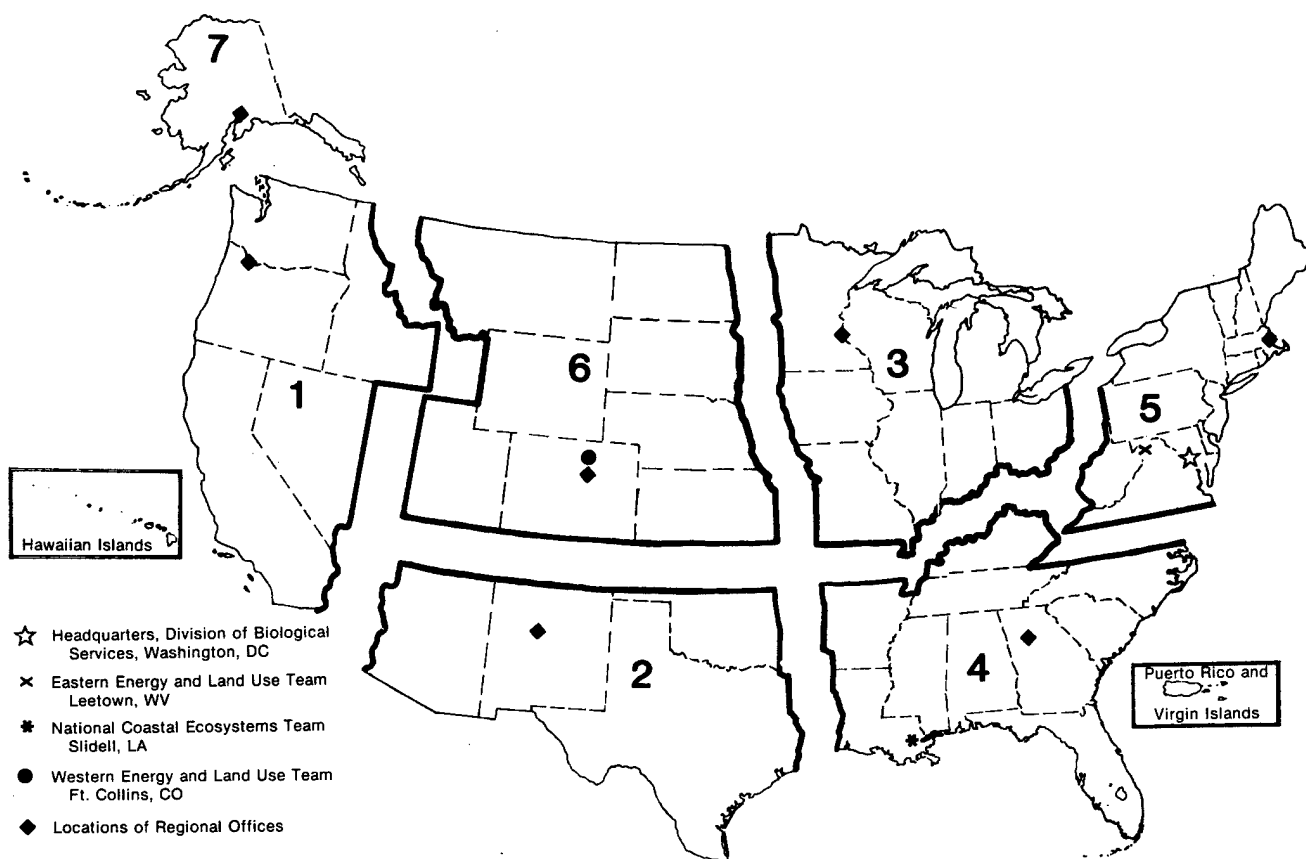 7
1
6
3
5
2
4
Hawaiian Islands
Puerto Rico and
Virgin Islands
Headquarters, Division of Biological
Services, Washington, DC
Eastern Energy and Land Use Team
Leetown, WV
National Coastal Ecosystems Team
Slidell, LA
Western Energy and Land Use Team
Ft. Collins, CO
Locations of Regional Offices